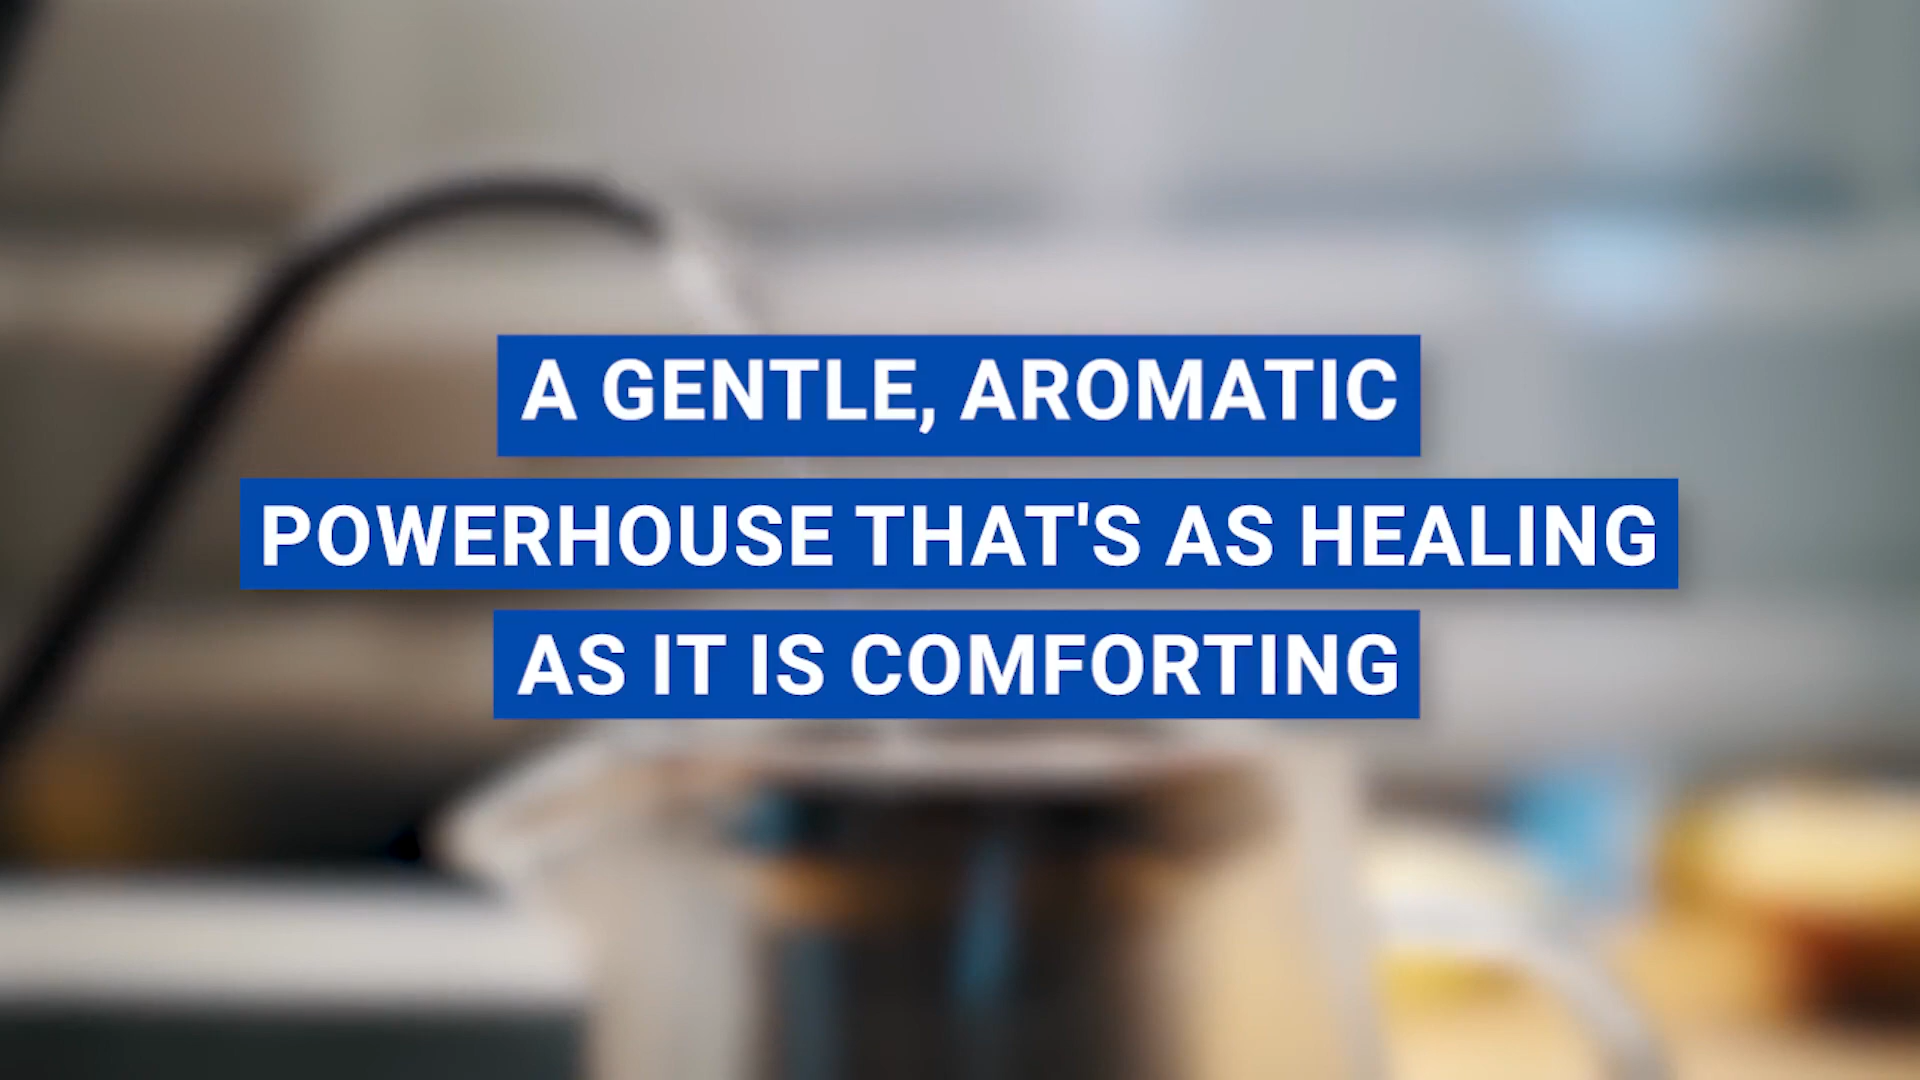 A GENTLE, AROMATIC
POWERHOUSE THAT'S AS HEALING
AS IT IS COMFORTING